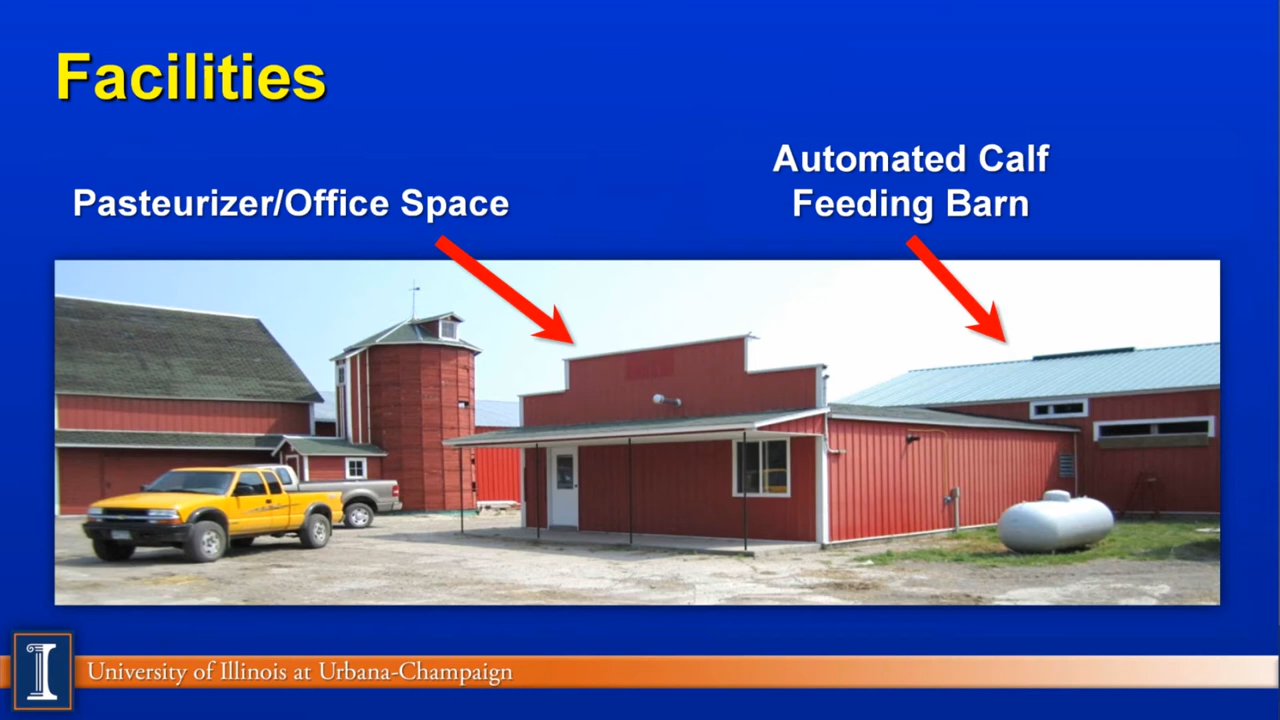 Facilities
Pasteurizer/Office Space
Automated Calf
Feeding Barn
I
University of Illinois at Urbana-Champaign